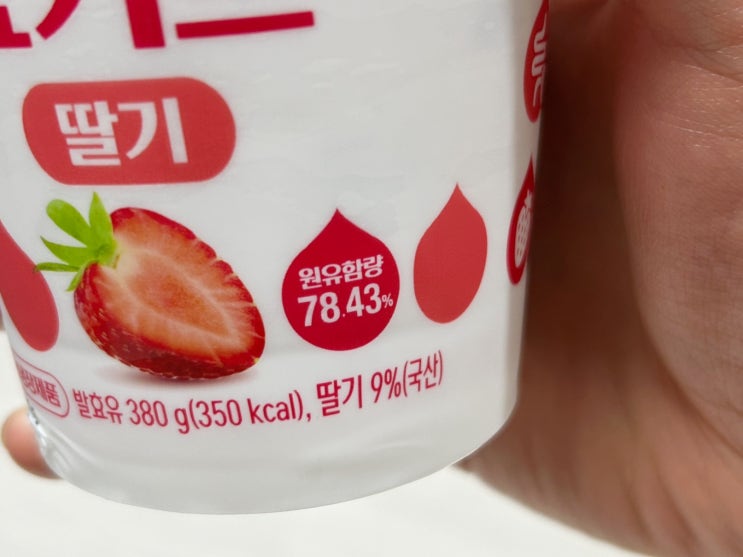 딸기
원유함량
78.43%
발효유 380 g(350 kcal), 딸기 9%(국산)